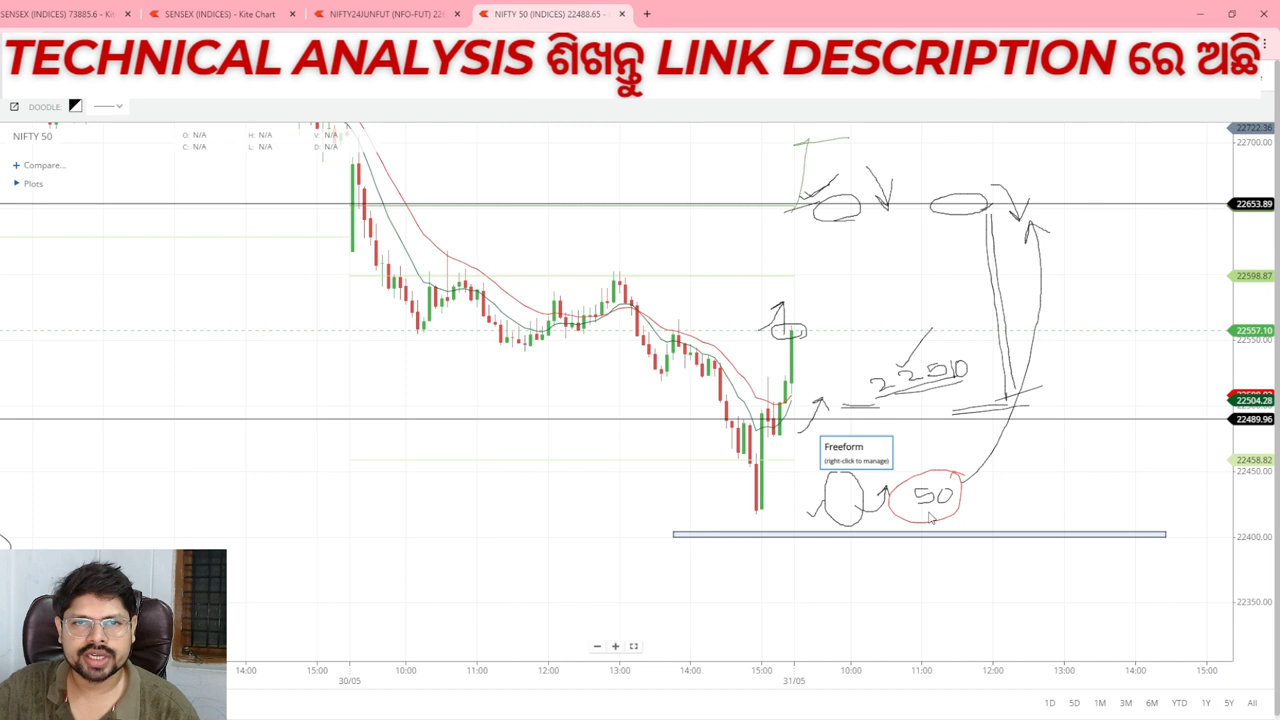 SENSEX (INDICES) 73885.6 - Ki
SENSEX (INDICES) - Kite Chart
NIFTY24JUNFUT (NFO-FUT) 226
NIFTY 50 (INDICES) 22488.65 -
TECHNICAL ANALYSIS ଶିଖନ୍ତୁ LINK DESCRIPTION ରେ ଅଛି
DOODLE:
NIFTY 50
O: N/A H: N/A V: N/A
C: N/A L: N/A D: N/A
+ Compare...
Plots
22722.36
22700.00
22653.89
22598.87
22557.10
22550.00
22510
22504.28
22489.96
Freeform
(right-click to manage)
22458.82
22450.00
50
22400.00
22350.00
14:00 15:00 10:00 11:00 12:00 13:00 14:00 15:00 10:00 11:00 12:00 13:00 14:00 15:00
30/05 31/05
1D 5D 1M 3M 6M YTD 1Y 5Y All